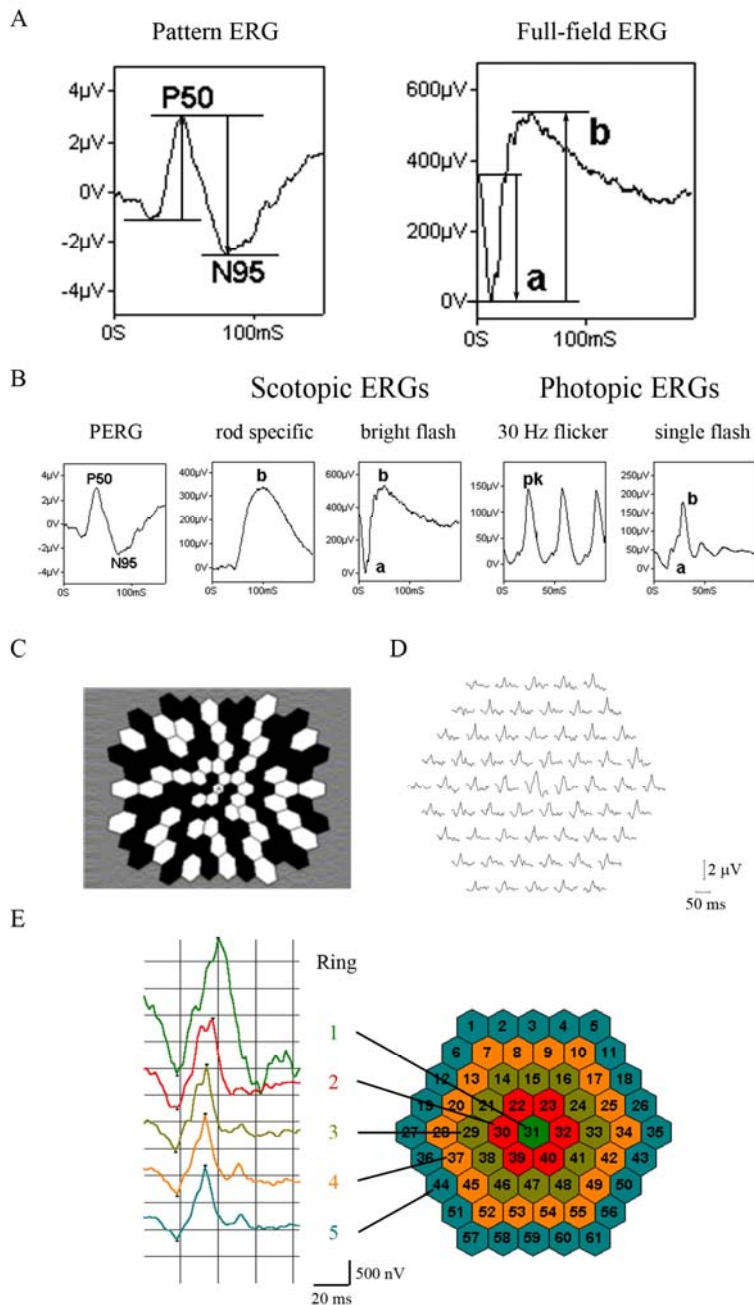 A
Pattern ERG
Full-field ERG
4µV
2µV
0V
-2µV
-4µV
P50
N95
0S
100mS
600µV
400µV
200µV
0V
b
a
0S
100mS
B
Scotopic ERGs
Photopic ERGs
PERG
rod specific
bright flash
30 Hz flicker
single flash
4µV
2µV
0V
-2µV
-4µV
P50
N95
0S
100mS
400µV
300µV
200µV
100µV
0V
b
0S
100mS
600µV
400µV
200µV
0V
b
a
0S
100mS
150µV
100µV
50µV
0V
pk
0S
50mS
250µV
200µV
150µV
100µV
50µV
0V
b
a
0S
50mS
C
D
2 µV
50 ms
E
Ring
1
2
3
4
5
500 nV
20 ms
1 2 3 4 5
6 7 8 9 10 11
12 13 14 15 16 17 18
19 20 21 22 23 24 25 26
27 28 29 30 31 32 33 34 35
36 37 38 39 40 41 42 43
44 45 46 47 48 49 50
51 52 53 54 55 56
57 58 59 60 61